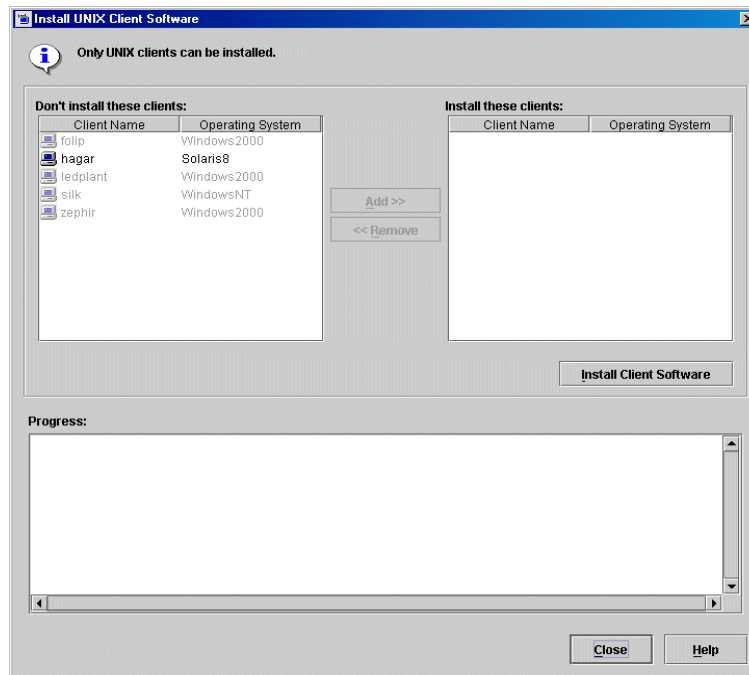 Install UNIX Client Software
Only UNIX clients can be installed.
Don't install these clients:
Client Name Operating System
folip Windows2000
hagar Solaris8
ledplant Windows2000
silk WindowsNT
zephir Windows2000
Add >>
<< Remove
Install these clients:
Client Name Operating System
Install Client Software
Progress:
Close Help